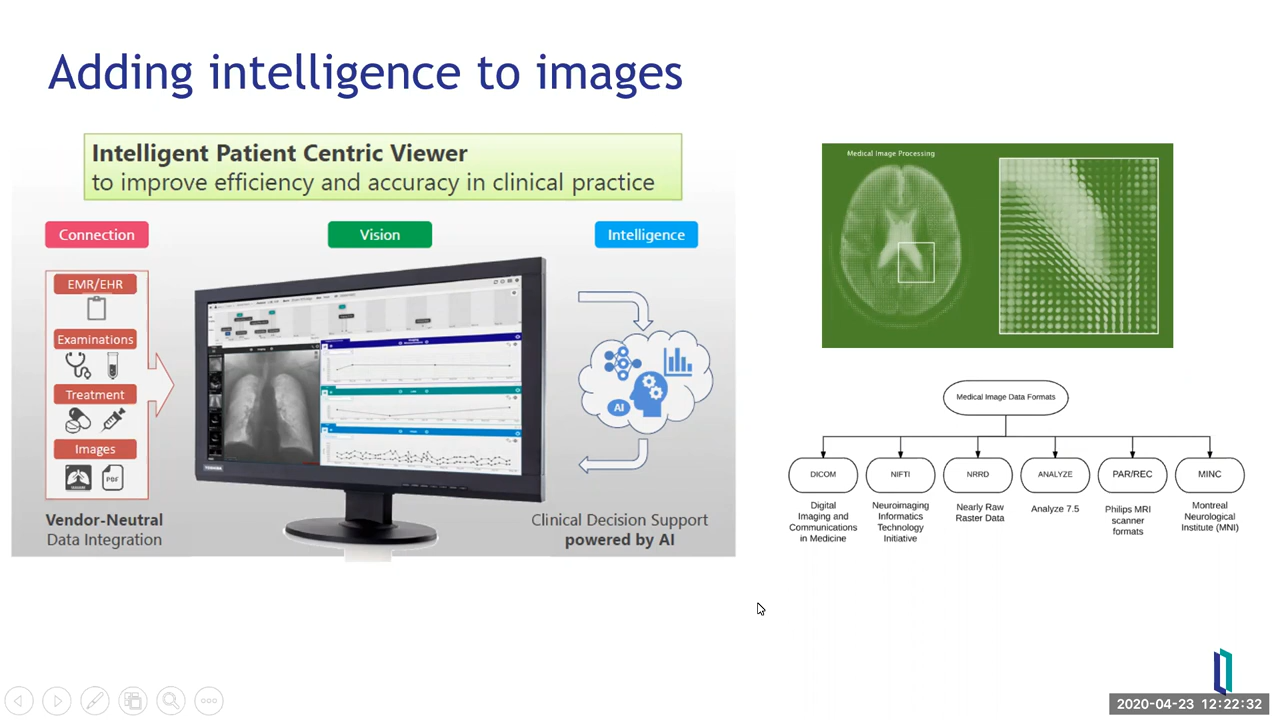 Adding intelligence to images
Intelligent Patient Centric Viewer
to improve efficiency and accuracy in clinical practice
Connection
Vision
Intelligence
EMR/EHR
Examinations
Treatment
Images
PDF
Vendor-Neutral
Data Integration
TOSHIBA
AI
Clinical Decision Support
powered by AI
Medical Image Processing
Medical Image Data Formats
DICOM
NIFTI
NRRD
ANALYZE
PAR/REC
MINC
Digital
Imaging and
Communications
in Medicine
Neuroimaging
Informatics
Technology
Initiative
Nearly Raw
Raster Data
Analyze 7.5
Philips MRI
scanner
formats
Montreal
Neurological
Institute (MNI)
2020-04-23 12:22:32